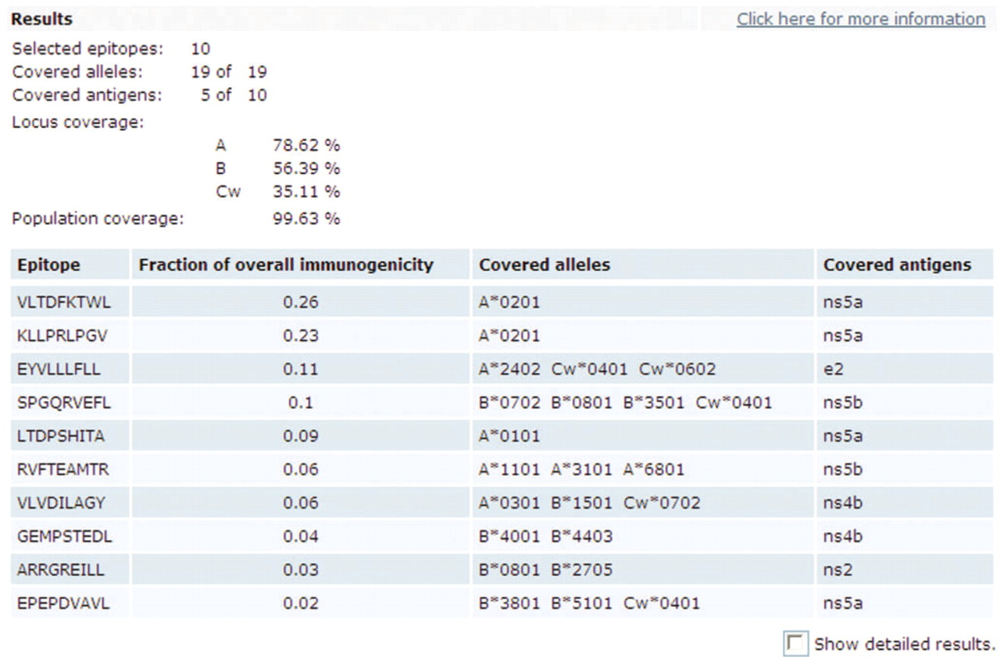 Results Click here for more information
Selected epitopes: 10
Covered alleles: 19 of 19
Covered antigens: 5 of 10
Locus coverage:
A 78.62 %
B 56.39 %
Cw 35.11 %
Population coverage: 99.63 %
Epitope Fraction of overall immunogenicity Covered alleles Covered antigens
VLTDFKTWL 0.26 A*0201 ns5a
KLLPRLPGV 0.23 A*0201 ns5a
EYVLLLFLL 0.11 A*2402 Cw*0401 Cw*0602 e2
SPGQRVEFL 0.1 B*0702 B*0801 B*3501 Cw*0401 ns5b
LTDPSHITA 0.09 A*0101 ns5a
RVFTEAMTR 0.06 A*1101 A*3101 A*6801 ns5b
VLVDILAGY 0.06 A*0301 B*1501 Cw*0702 ns4b
GEMPSTEDL 0.04 B*4001 B*4403 ns4b
ARRGREILL 0.03 B*0801 B*2705 ns2
EPEPDVAVL 0.02 B*3801 B*5101 Cw*0401 ns5a
Show detailed results.